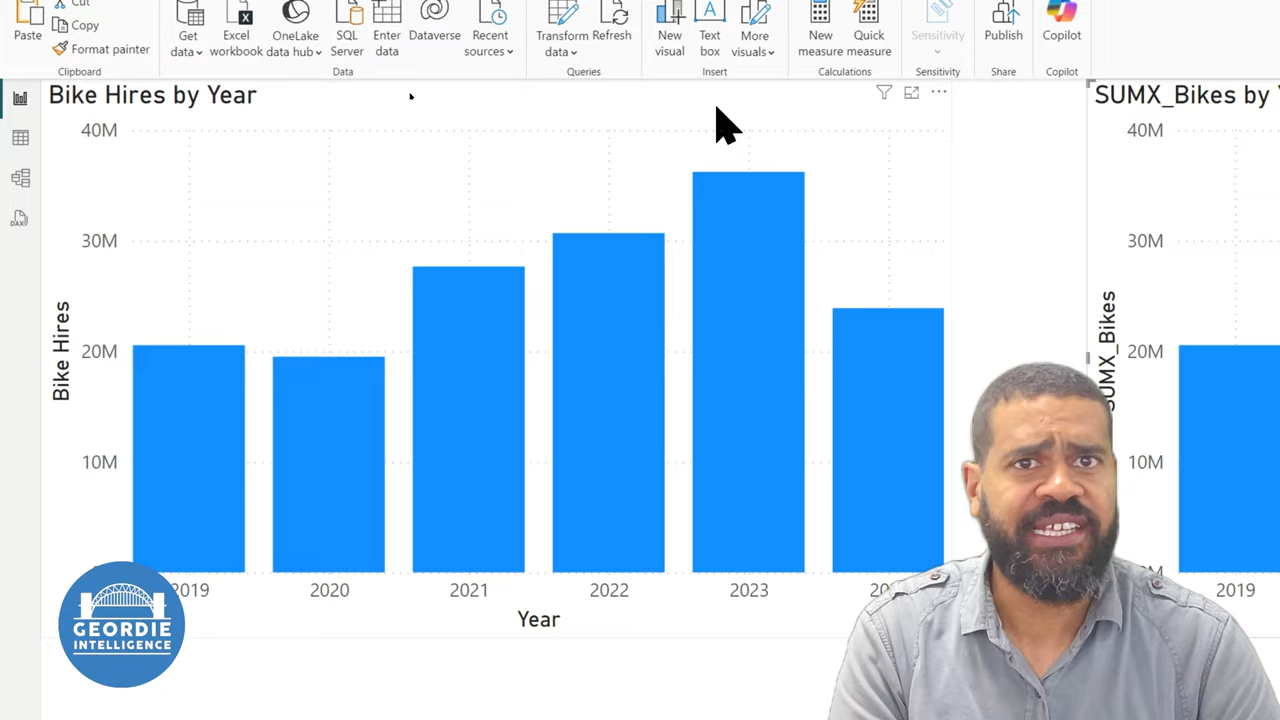 Cut
Copy
Format painter
Paste
Clipboard
Get data
Excel workbook
OneLake data hub
SQL Server
Enter data
Dataverse
Recent sources
Data
Transform data
Refresh
Queries
New visual
Text box
More visuals
Insert
New measure
Quick measure
Calculations
Sensitivity
Sensitivity
Publish
Share
Copilot
Copilot
DAX
Bike Hires by Year
40M
30M
20M
10M
Bike Hires
2019
2020
2021
2022
2023
Year
SUMX_Bikes by
40M
30M
20M
10M
SUMX_Bikes
2019
GEORDIE
INTELLIGENCE